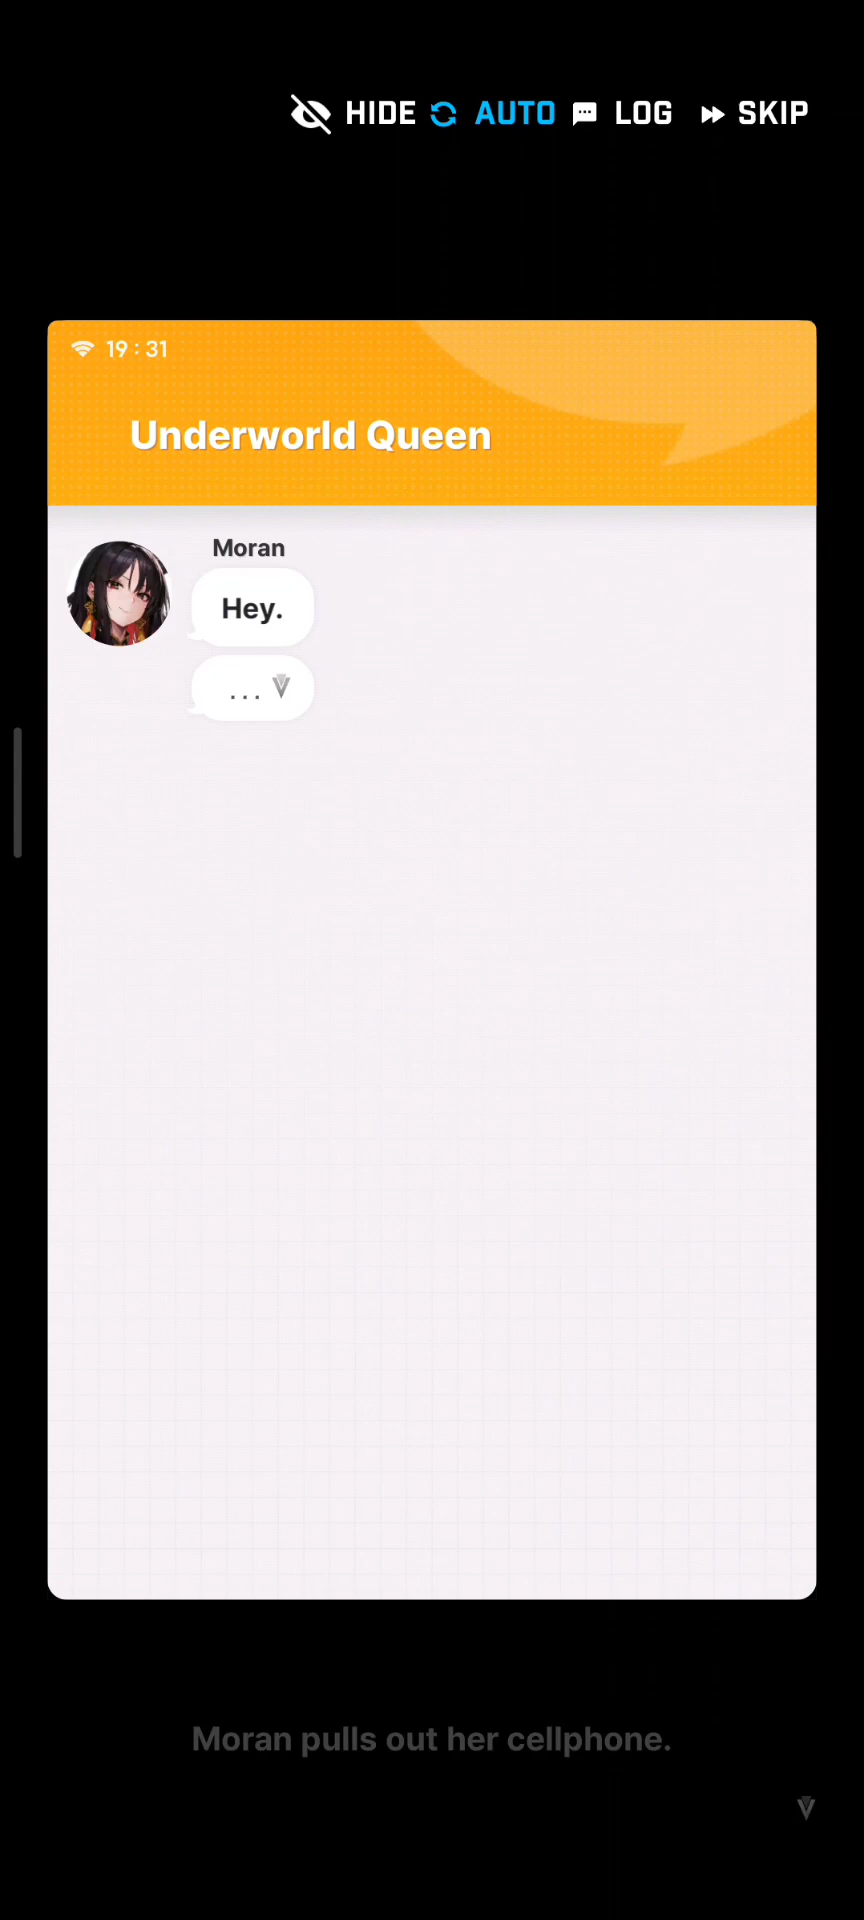 HIDE AUTO LOG SKIP
19 : 31
Underworld Queen
Moran
Hey.
...
Moran pulls out her cellphone.